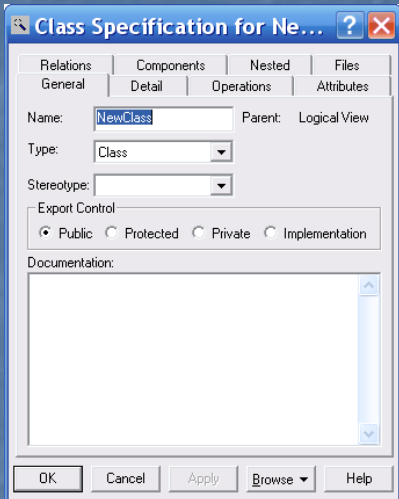 Class Specification for Ne...
Relations Components Nested Files
General Detail Operations Attributes
Name: NewClass Parent: Logical View
Type: Class
Stereotype:
Export Control
Public Protected Private Implementation
Documentation:
OK Cancel Apply Browse Help